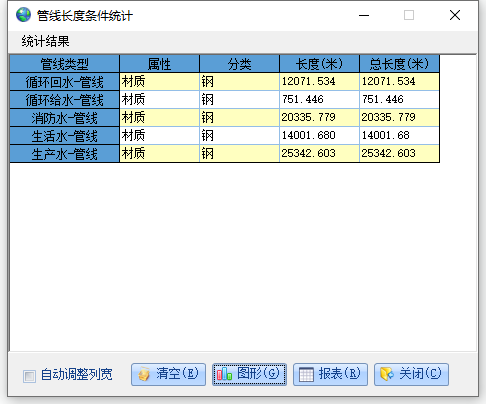 管线长度条件统计
统计结果
管线类型 属性 分类 长度(米) 总长度(米)
循环回水-管线 材质 钢 12071.534 12071.534
循环给水-管线 材质 钢 751.446 751.446
消防水-管线 材质 钢 20335.779 20335.779
生活水-管线 材质 钢 14001.680 14001.68
生产水-管线 材质 钢 25342.603 25342.603
自动调整列宽 清空(E) 图形(G) 报表(R) 关闭(C)